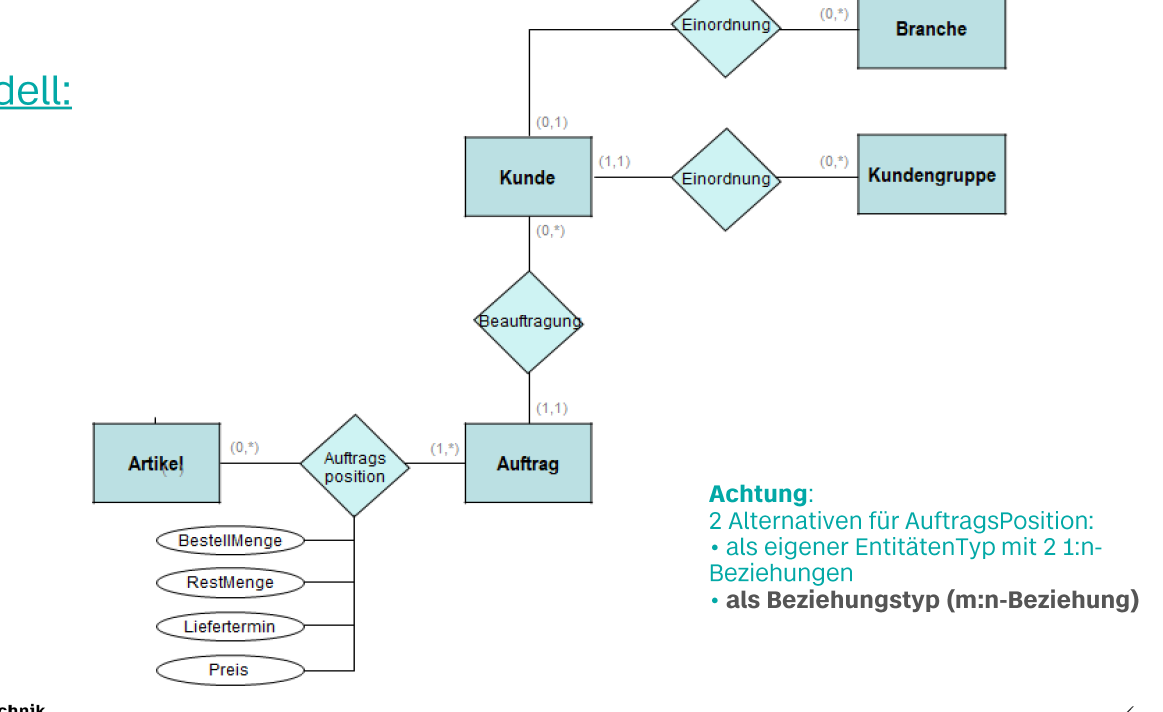 Einordnung
(0,*)
Branche
dell:
(0,1)
Kunde
(1,1)
Einordnung
(0,*)
Kundengruppe
(0,*)
Beauftragung
(1,1)
Artikel
(0,*)
Auftrags
position
(1,*)
Auftrag
BestellMenge
RestMenge
Liefertermin
Preis
Achtung:
2 Alternativen für AuftragsPosition:
• als eigener EntitätenTyp mit 2 1:n-
Beziehungen
• als Beziehungstyp (m:n-Beziehung)
chnik